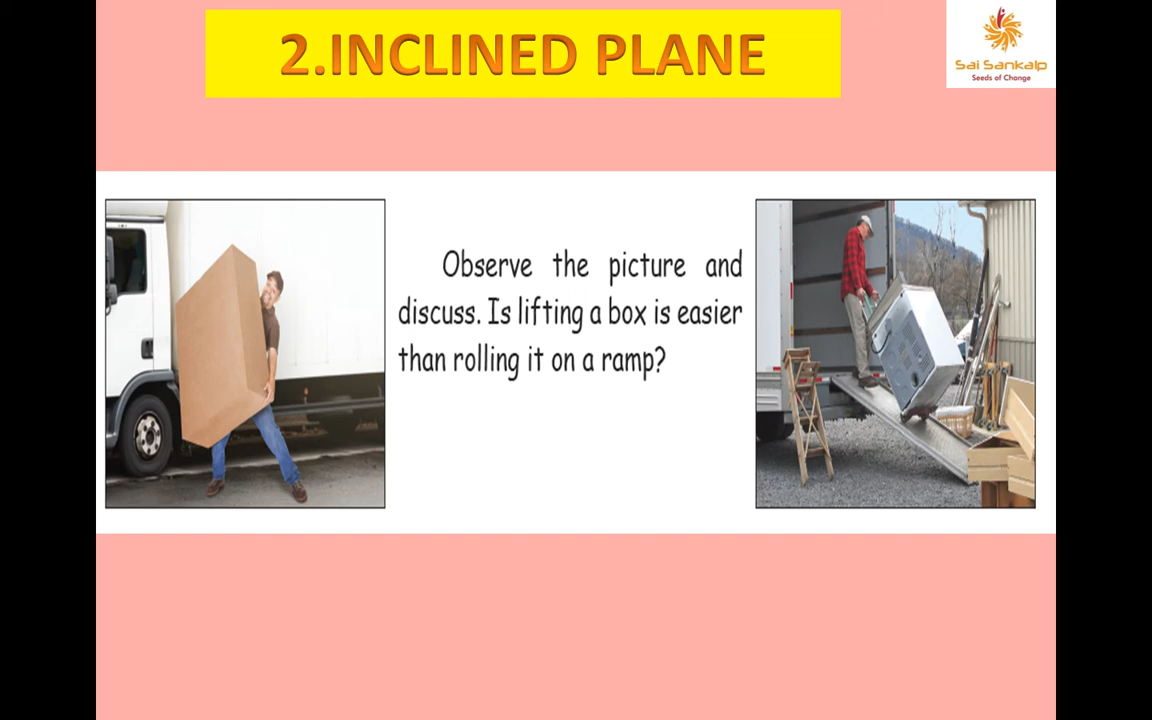 2.INCLINED PLANE
Sai Sankalp
Seeds of Change
Observe the picture and
discuss. Is lifting a box is easier
than rolling it on a ramp?